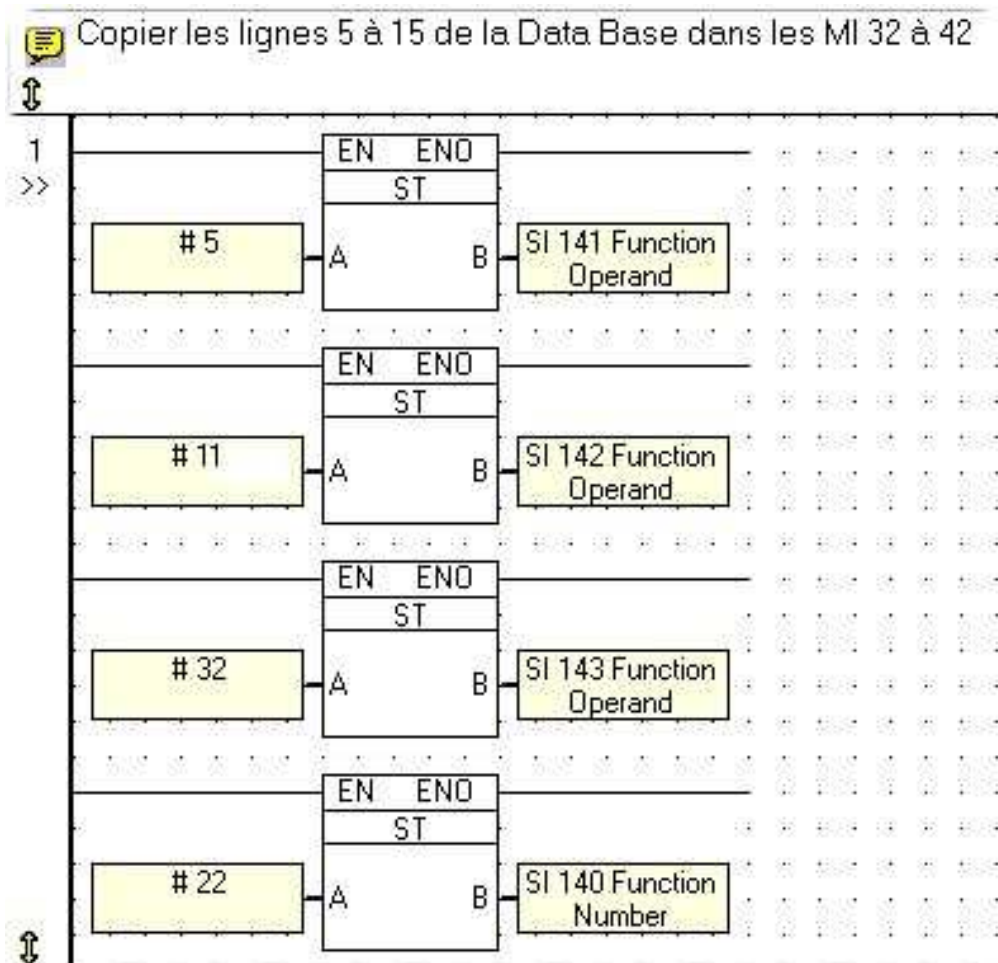 Copier les lignes 5 à 15 de la Data Base dans les MI 32 à 42
1
>>
EN ENO
ST
# 5
A B
SI 141 Function
Operand
EN ENO
ST
# 11
A B
SI 142 Function
Operand
EN ENO
ST
# 32
A B
SI 143 Function
Operand
EN ENO
ST
# 22
A B
SI 140 Function
Number